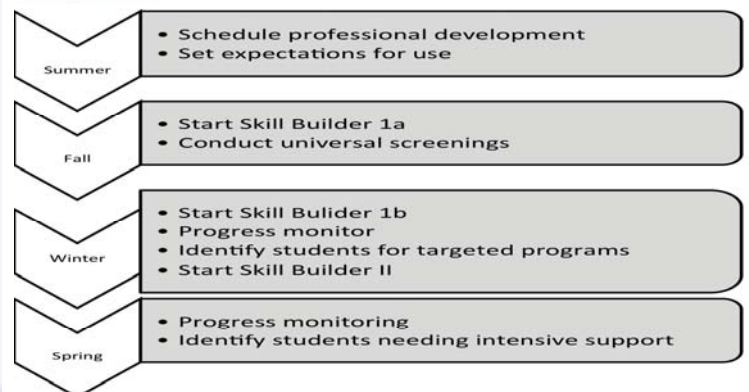 Summer
• Schedule professional development
• Set expectations for use
Fall
• Start Skill Builder 1a
• Conduct universal screenings
Winter
• Start Skill Bulider 1b
• Progress monitor
• Identify students for targeted programs
• Start Skill Builder II
Spring
• Progress monitoring
• Identify students needing intensive support